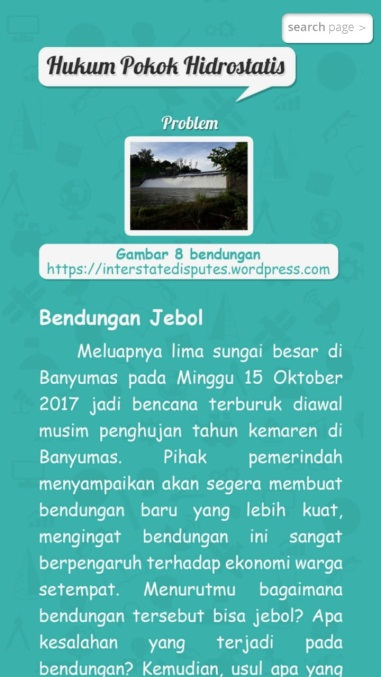 search page >
Hukum Pokok Hidrostatis
Problem
Gambar 8 bendungan
https://interstatedisputes.wordpress.com
Bendungan Jebol
Meluapnya lima sungai besar di
Banyumas pada Minggu 15 Oktober
2017 jadi bencana terburuk diawal
musim penghujan tahun kemaren di
Banyumas. Pihak pemerindah
menyampaikan akan segera membuat
bendungan baru yang lebih kuat,
mengingat bendungan ini sangat
berpengaruh terhadap ekonomi warga
setempat. Menurutmu bagaimana
bendungan tersebut bisa jebol? Apa
kesalahan yang terjadi pada
bendungan? Kemudian, usul apa yang